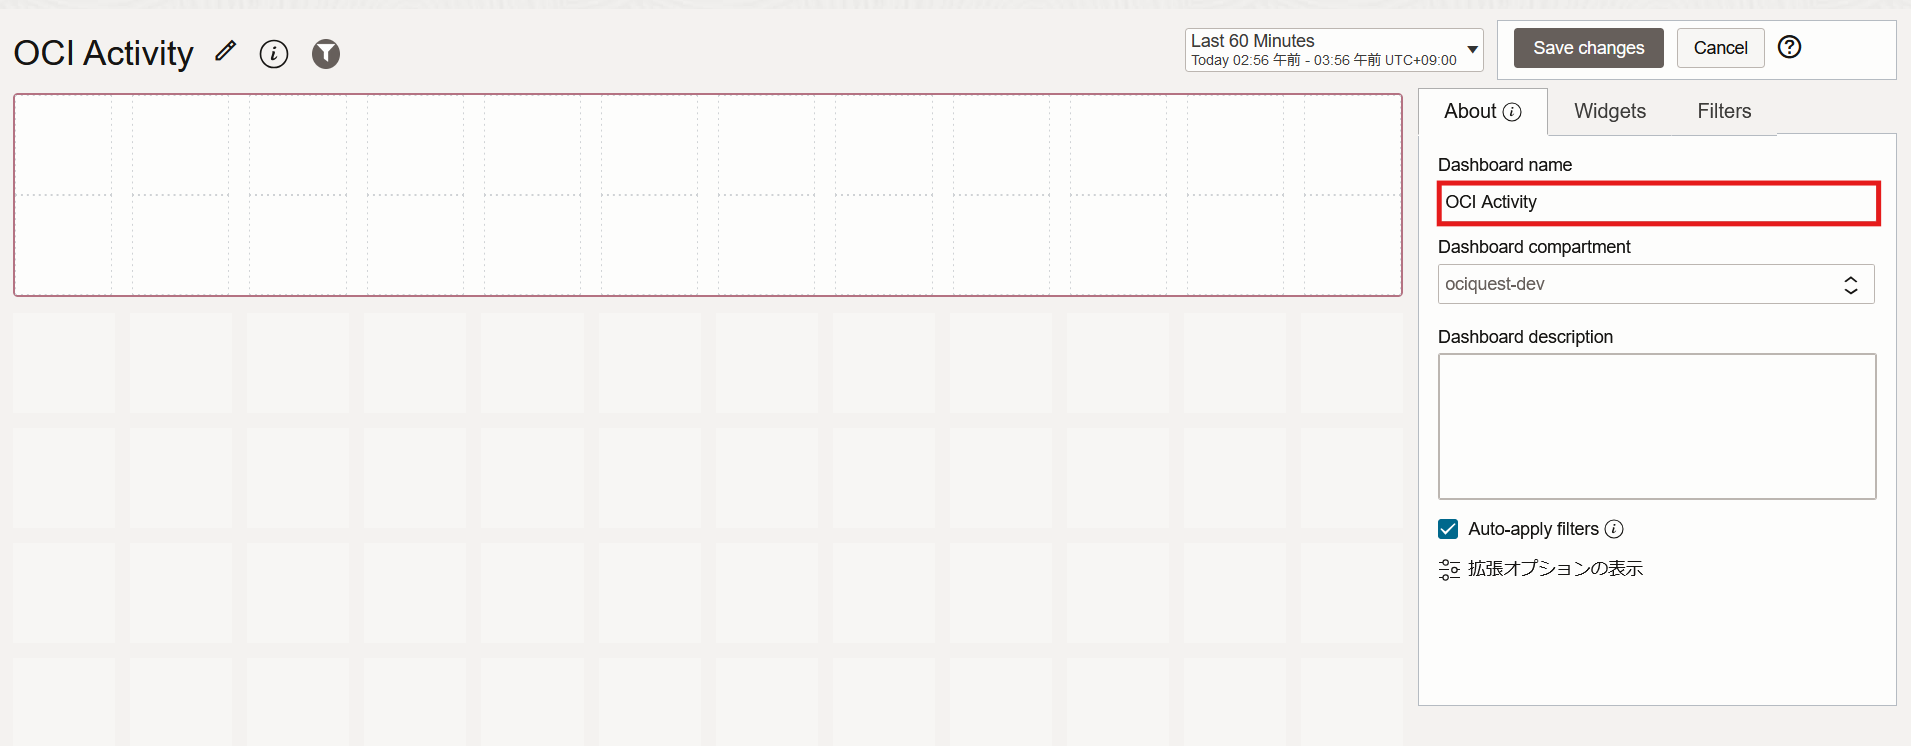 OCI Activity
Last 60 Minutes
Today 02:56 午前 - 03:56 午前 UTC+09:00
Save changes
Cancel
About
Widgets
Filters
Dashboard name
OCI Activity
Dashboard compartment
ociquest-dev
Dashboard description
Auto-apply filters
拡張オプションの表示